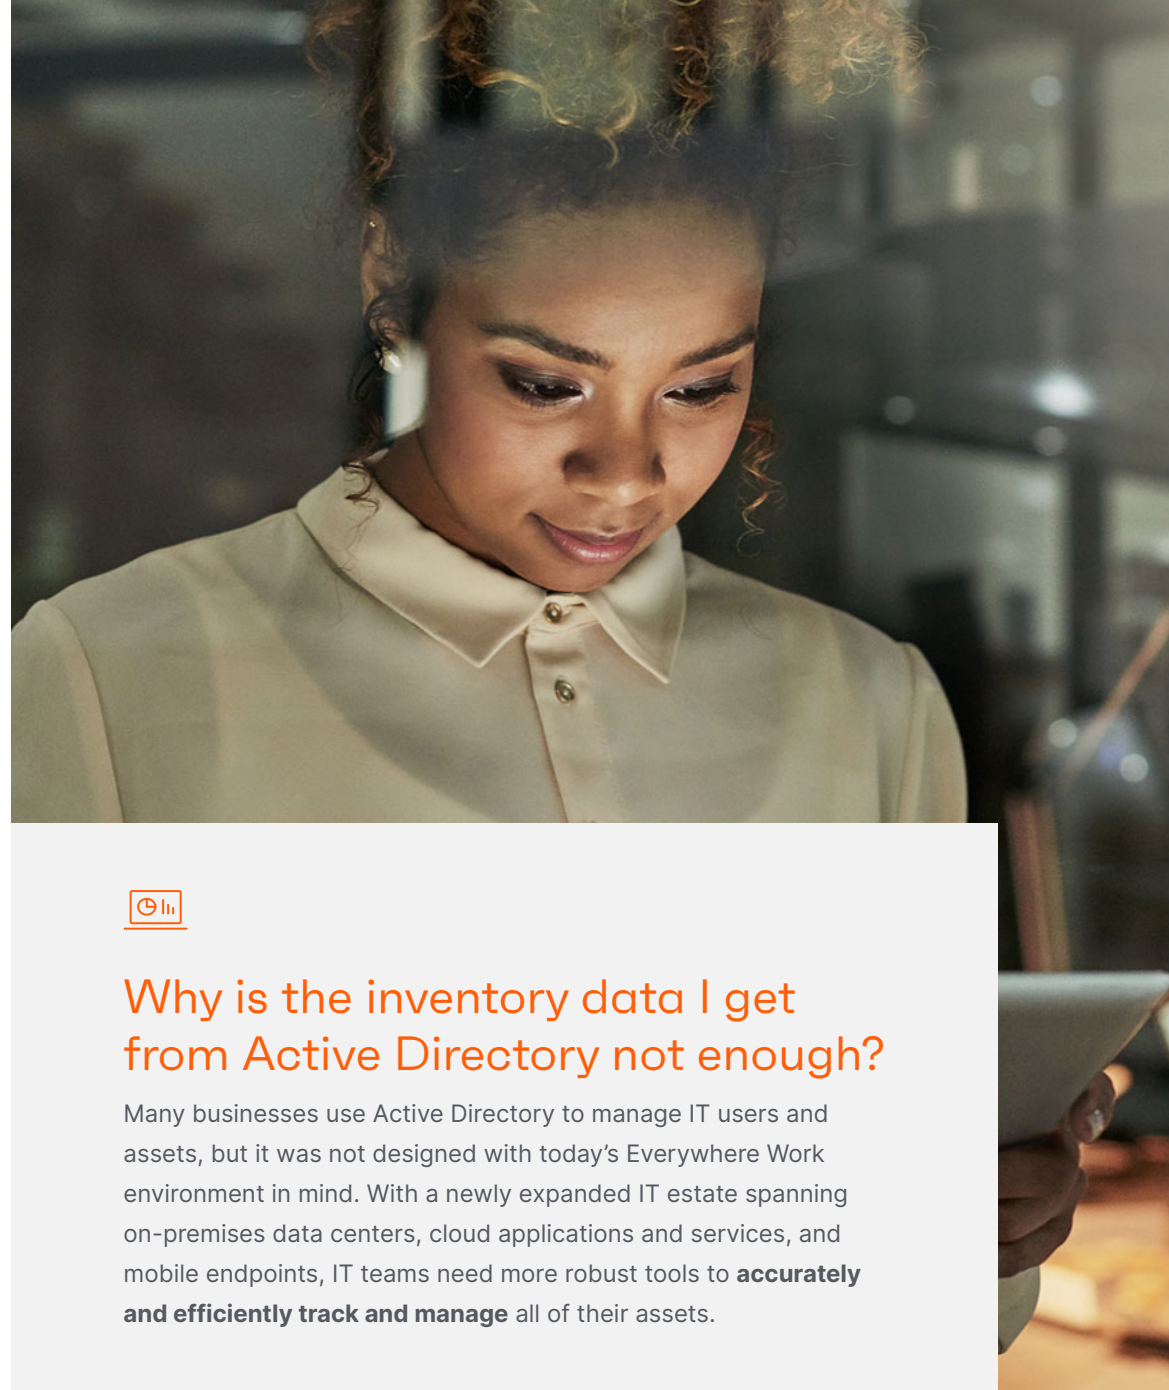 Why is the inventory data I get
from Active Directory not enough?
Many businesses use Active Directory to manage IT users and
assets, but it was not designed with today’s Everywhere Work
environment in mind. With a newly expanded IT estate spanning
on-premises data centers, cloud applications and services, and
mobile endpoints, IT teams need more robust tools to accurately
and efficiently track and manage all of their assets.